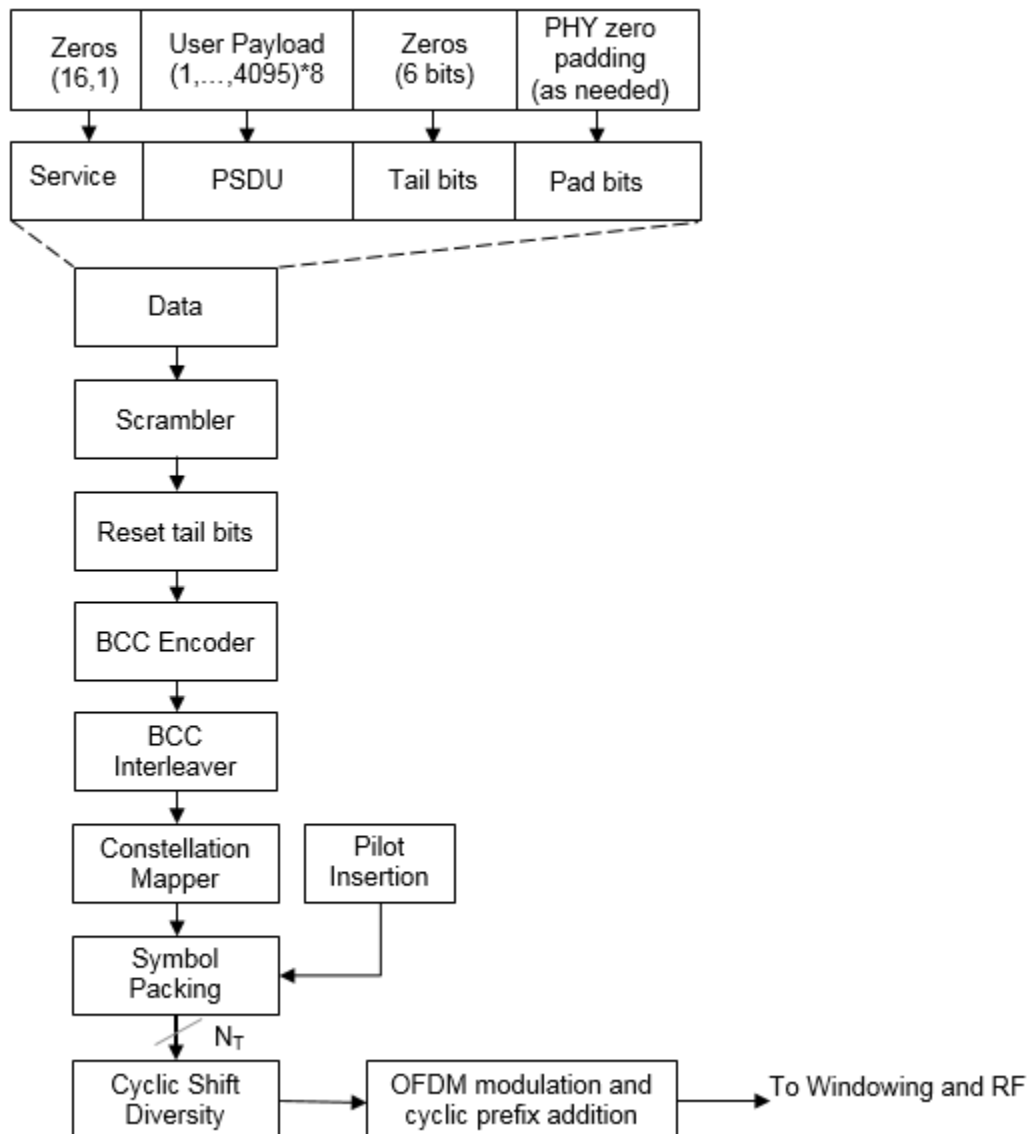 Zeros
(16,1)
User Payload
(1,...,4095)*8
Zeros
(6 bits)
PHY zero
padding
(as needed)
Service
PSDU
Tail bits
Pad bits
Data
Scrambler
Reset tail bits
BCC Encoder
BCC
Interleaver
Constellation
Mapper
Pilot
Insertion
Symbol
Packing
N_T
Cyclic Shift
Diversity
OFDM modulation and
cyclic prefix addition
To Windowing and RF